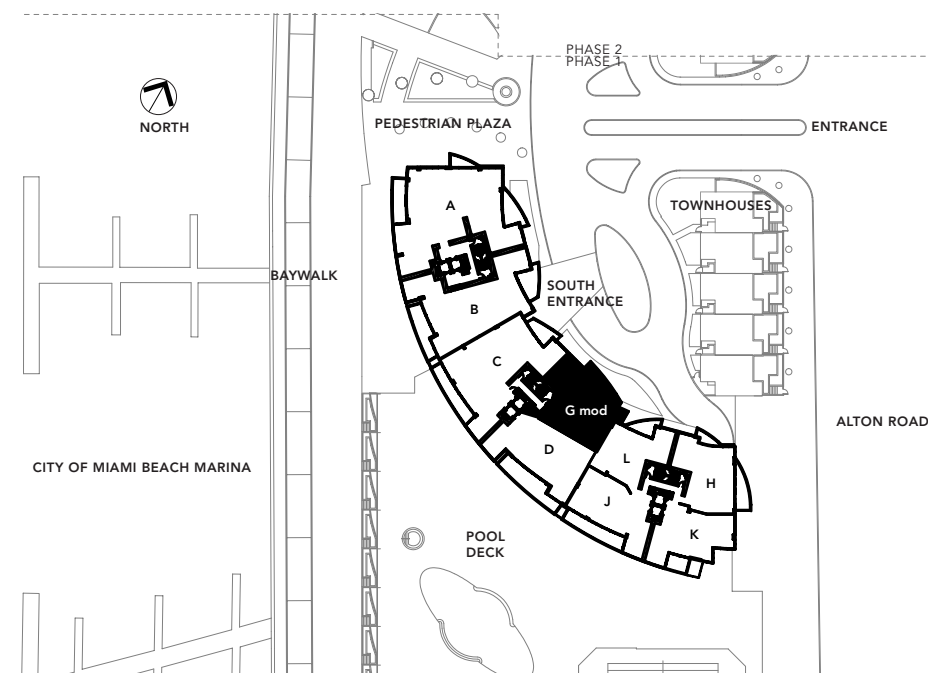 PHASE 2
PHASE 1
NORTH
PEDESTRIAN PLAZA
ENTRANCE
A
TOWNHOUSES
BAYWALK
SOUTH
ENTRANCE
B
C
G mod
ALTON ROAD
D
L
CITY OF MIAMI BEACH MARINA
H
J
K
POOL
DECK